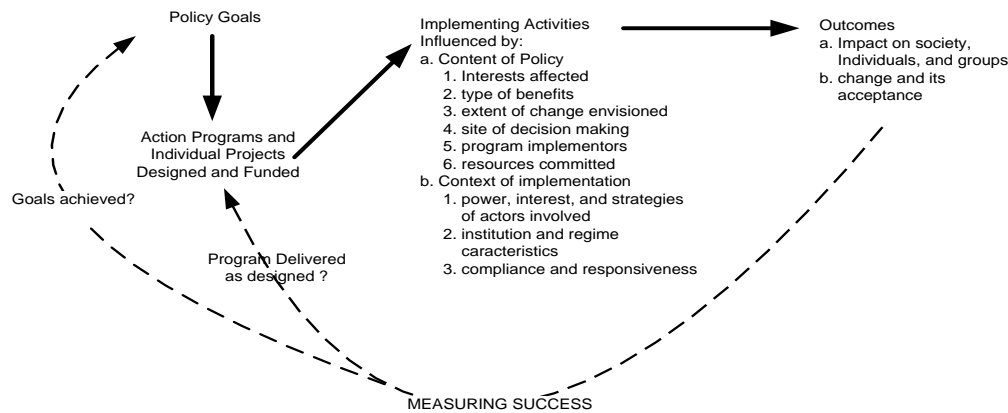 Policy Goals
Action Programs and
Individual Projects
Designed and Funded
Goals achieved?
Program Delivered
as designed ?
Implementing Activities
Influenced by:
a. Content of Policy
1. Interests affected
2. type of benefits
3. extent of change envisioned
4. site of decision making
5. program implementors
6. resources committed
b. Context of implementation
1. power, interest, and strategies
of actors involved
2. institution and regime
caracteristics
3. compliance and responsiveness
Outcomes
a. Impact on society,
Individuals, and groups
b. change and its
acceptance
MEASURING SUCCESS